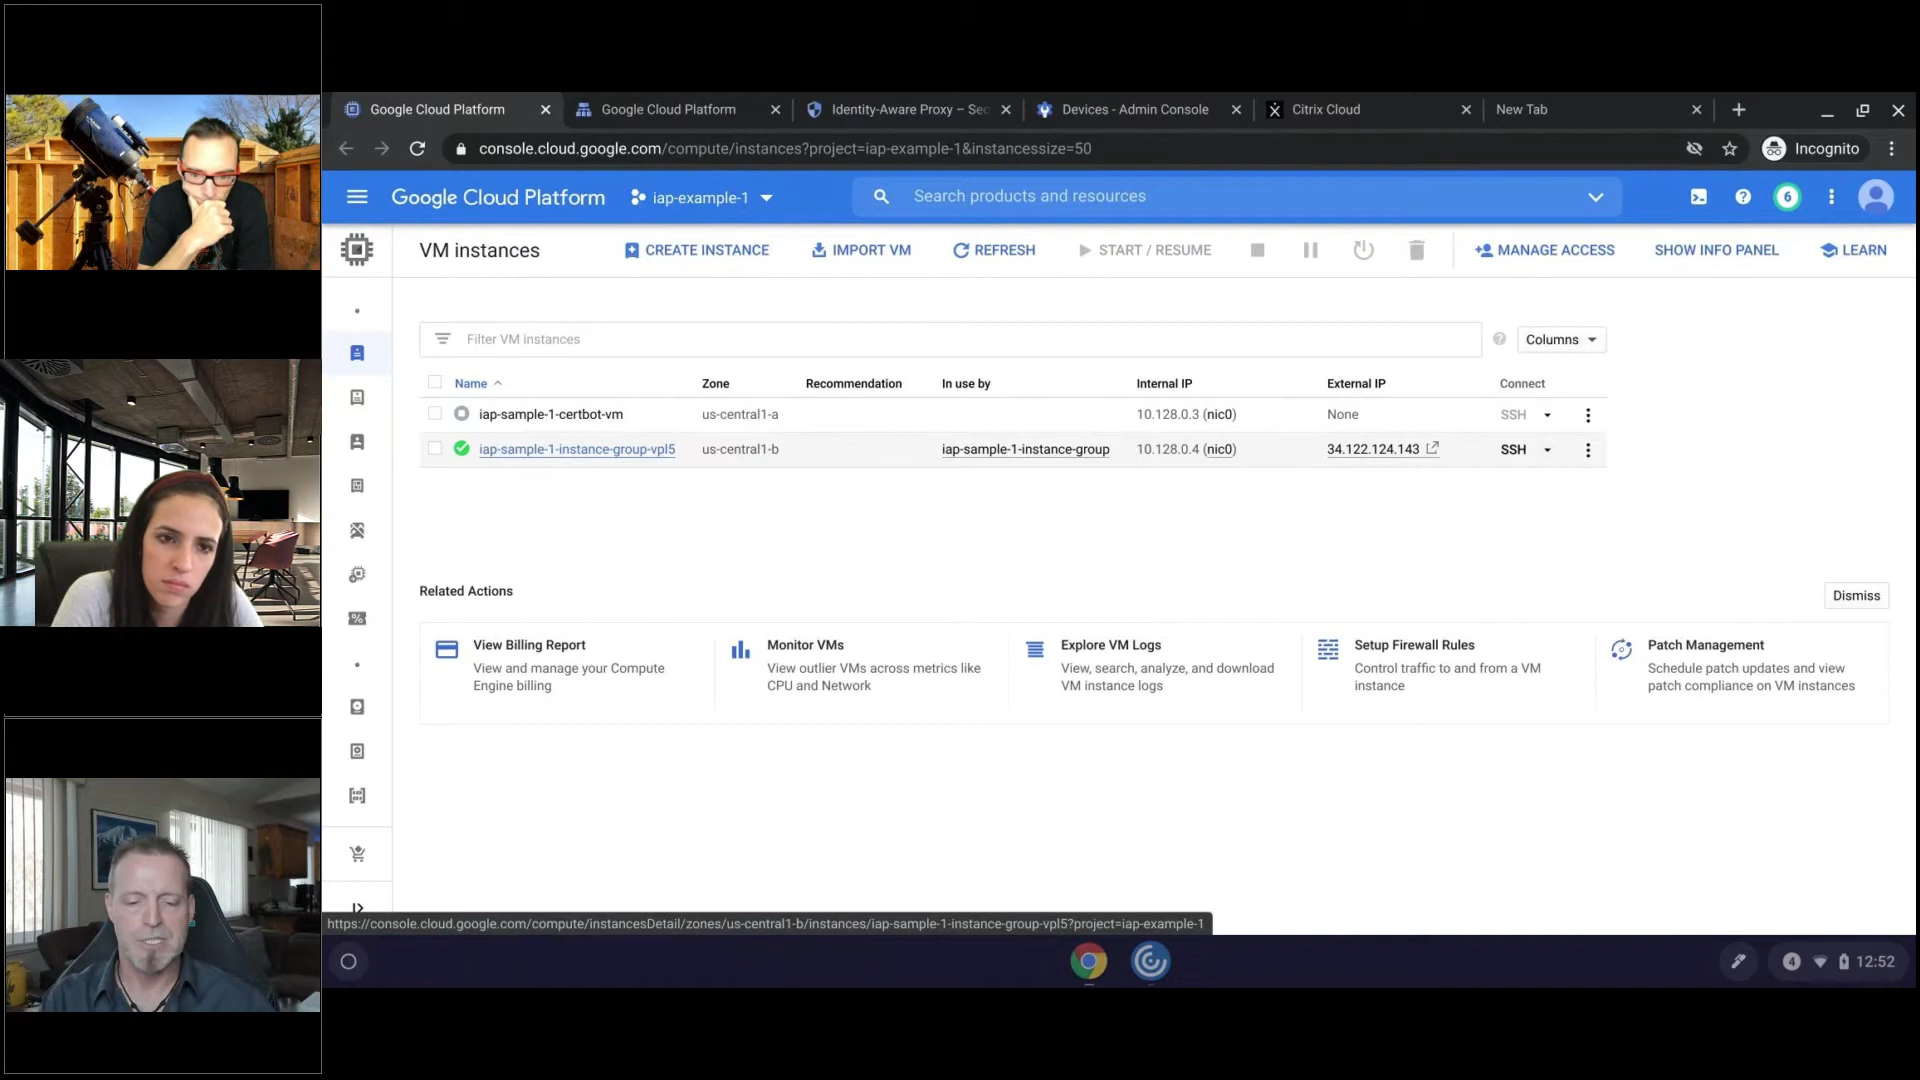 Google Cloud Platform
Google Cloud Platform
Identity-Aware Proxy – Sec
Devices - Admin Console
Citrix Cloud
New Tab
console.cloud.google.com/compute/instances?project=iap-example-1&instancessize=50
Incognito
Google Cloud Platform
iap-example-1
Search products and resources
6
VM instances
CREATE INSTANCE
IMPORT VM
REFRESH
START / RESUME
MANAGE ACCESS
SHOW INFO PANEL
LEARN
Filter VM instances
Columns
Name Zone Recommendation In use by Internal IP External IP Connect
iap-sample-1-certbot-vm us-central1-a 10.128.0.3 (nic0) None SSH
iap-sample-1-instance-group-vpl5 us-central1-b iap-sample-1-instance-group 10.128.0.4 (nic0) 34.122.124.143 SSH
Related Actions
Dismiss
View Billing Report
View and manage your Compute
Engine billing
Monitor VMs
View outlier VMs across metrics like
CPU and Network
Explore VM Logs
View, search, analyze, and download
VM instance logs
Setup Firewall Rules
Control traffic to and from a VM
instance
Patch Management
Schedule patch updates and view
patch compliance on VM instances
https://console.cloud.google.com/compute/instancesDetail/zones/us-central1-b/instances/iap-sample-1-instance-group-vpl5?project=iap-example-1
4
12:52